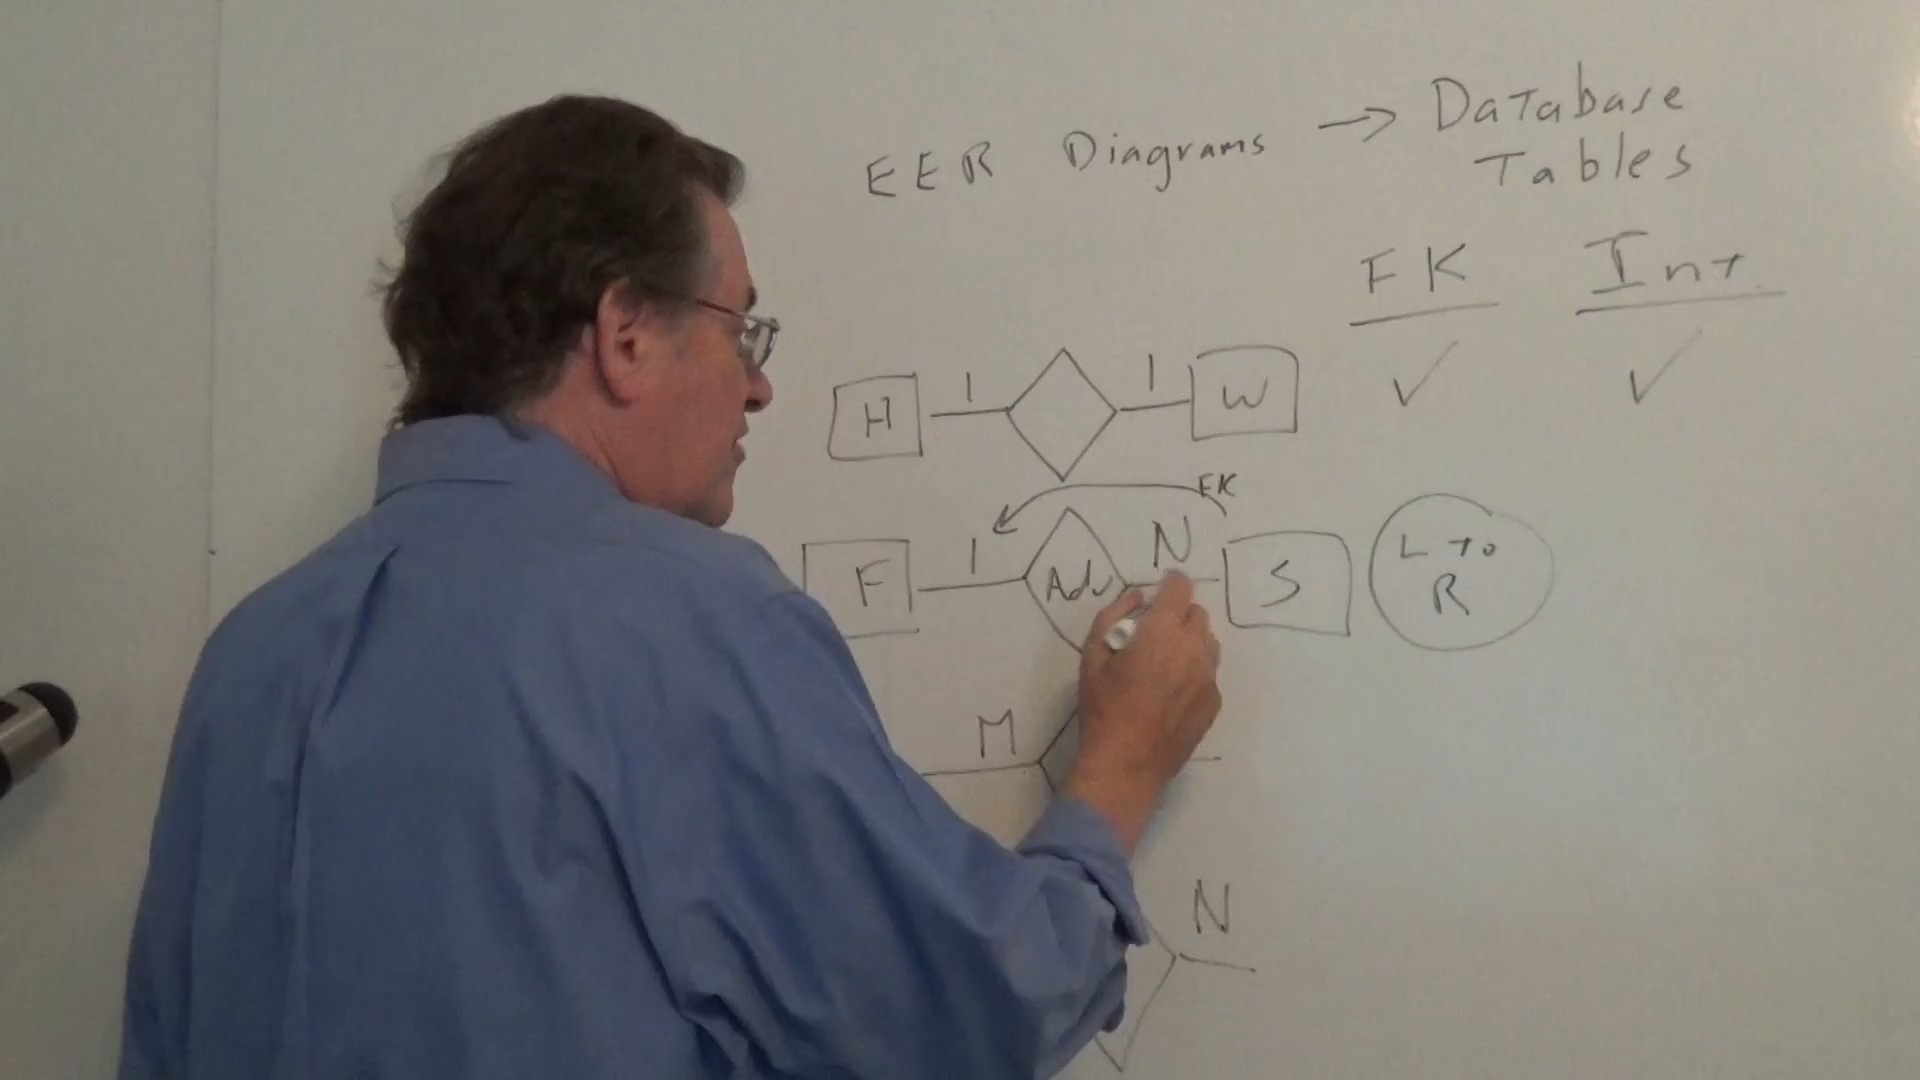 EER Diagrams → Database
Tables
FK Int.
✓ ✓
H 1 1 W
FK
F 1 Adv N S L to
R
M
N